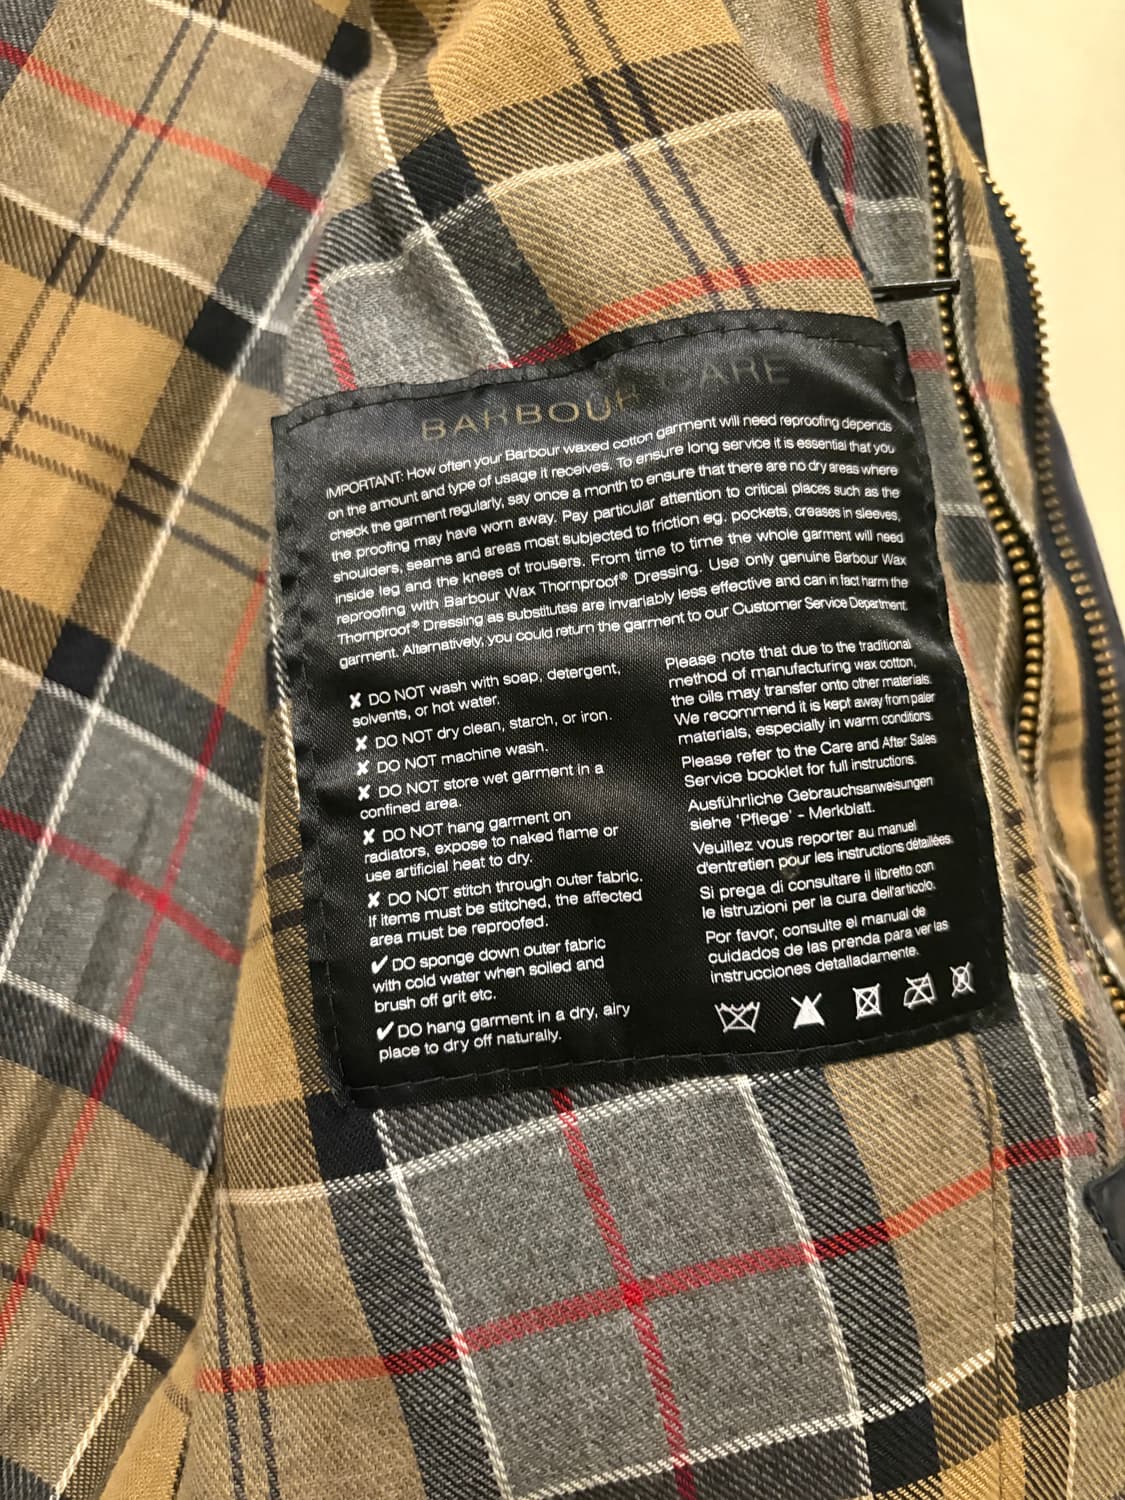 BARBOUR CARE
IMPORTANT: How often your Barbour waxed cotton garment will need reproofing depends
on the amount and type of usage it receives. To ensure long service it is essential that you
check the garment regularly, say once a month to ensure that there are no dry areas where
the proofing may have worn away. Pay particular attention to critical places such as the
shoulders, seams and areas most subjected to friction eg. pockets, creases in sleeves,
inside leg and the knees of trousers. From time to time the whole garment will need
reproofing with Barbour Wax Thornproof® Dressing. Use only genuine Barbour Wax
Thornproof® Dressing as substitutes are invariably less effective and can in fact harm the
garment. Alternatively, you could return the garment to our Customer Service Department.
✘ DO NOT wash with soap, detergent,
solvents, or hot water.
✘ DO NOT dry clean, starch, or iron.
✘ DO NOT machine wash.
✘ DO NOT store wet garment in a
confined area.
✘ DO NOT hang garment on
radiators, expose to naked flame or
use artificial heat to dry.
✘ DO NOT stitch through outer fabric.
If items must be stitched, the affected
area must be reproofed.
✔ DO sponge down outer fabric
with cold water when soiled and
brush off grit etc.
✔ DO hang garment in a dry, airy
place to dry off naturally.
Please note that due to the traditional
method of manufacturing wax cotton,
the oils may transfer onto other materials.
We recommend it is kept away from paler
materials, especially in warm conditions.
Please refer to the Care and After Sales
Service booklet for full instructions.
Ausführliche Gebrauchsanweisungen
siehe 'Pflege' - Merkblatt.
Veuillez vous reporter au manuel
d'entretien pour les instructions détaillées.
Si prega di consultare il libretto con
le istruzioni per la cura dell'articolo.
Por favor, consulte el manual de
cuidados de las prenda para ver las
instrucciones detalladamente.